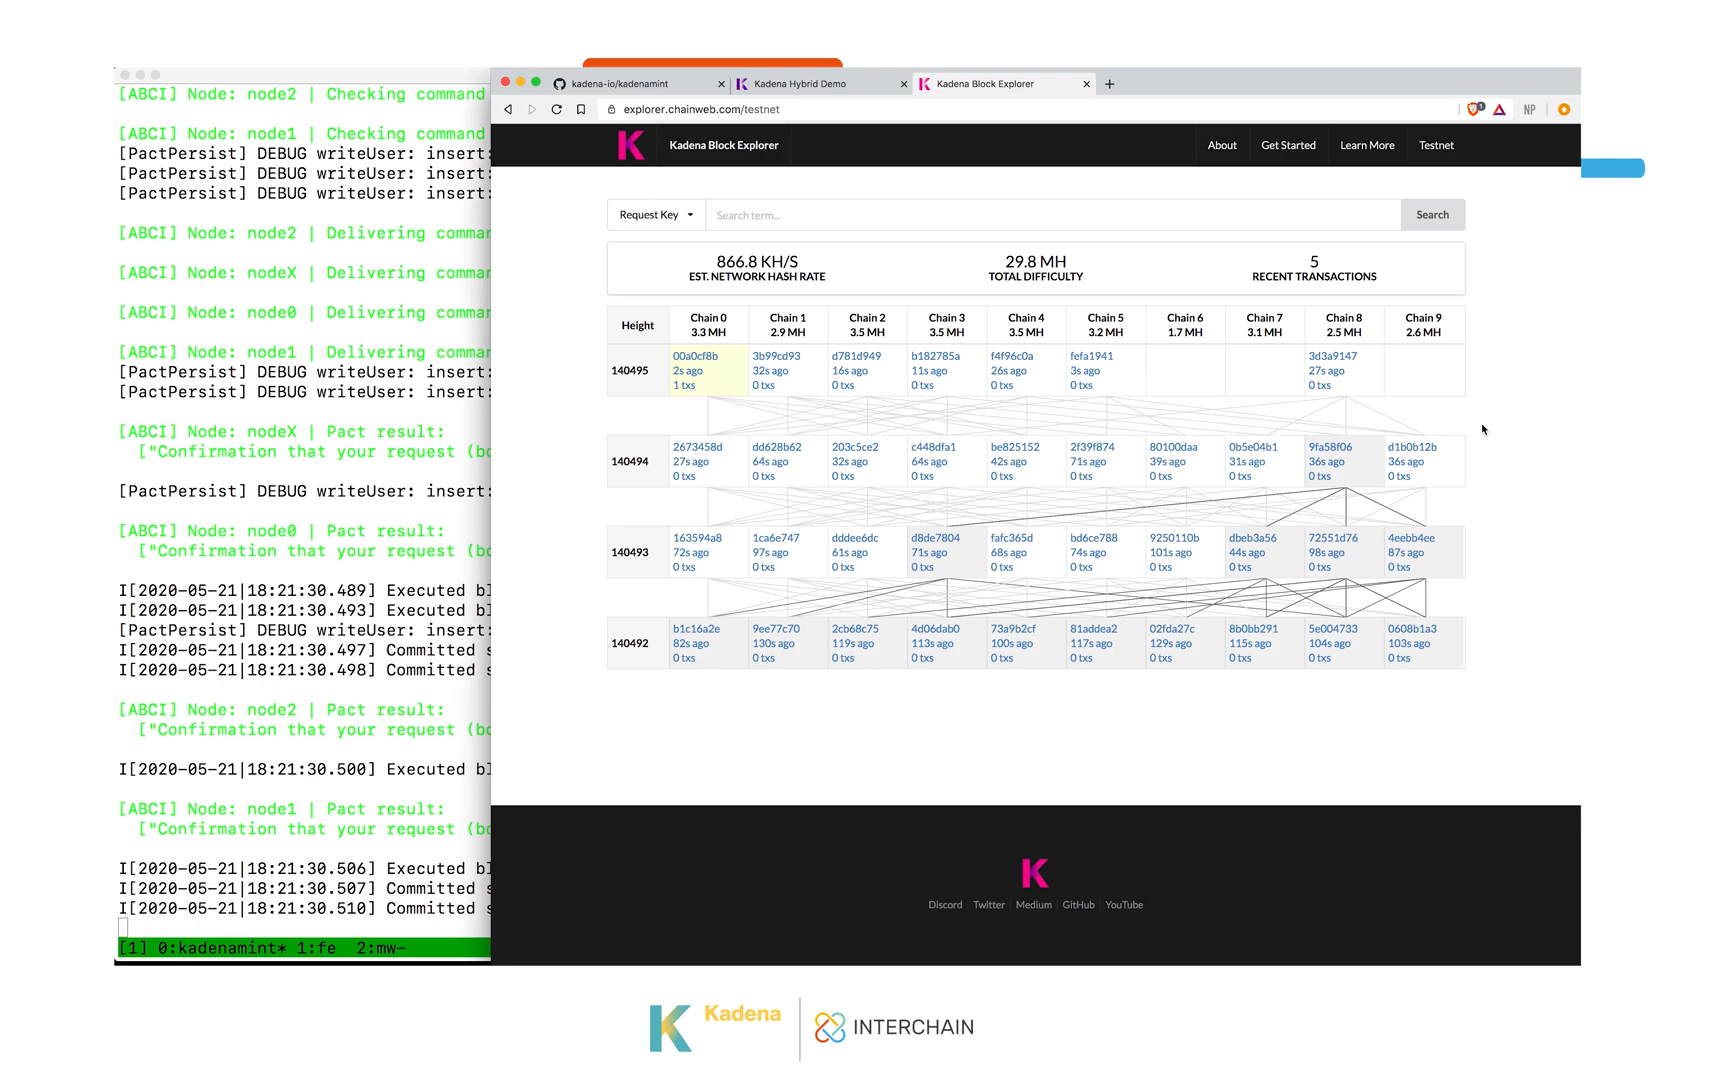 [ABCI] Node: node2 | Checking command
[ABCI] Node: node1 | Checking command
[PactPersist] DEBUG writeUser: insert:
[PactPersist] DEBUG writeUser: insert:
[PactPersist] DEBUG writeUser: insert:
[ABCI] Node: node2 | Delivering comman
[ABCI] Node: nodeX | Delivering comman
[ABCI] Node: node0 | Delivering comman
[ABCI] Node: node1 | Delivering comman
[PactPersist] DEBUG writeUser: insert:
[PactPersist] DEBUG writeUser: insert:
[ABCI] Node: nodeX | Pact result:
["Confirmation that your request (bo
[PactPersist] DEBUG writeUser: insert:
[ABCI] Node: node0 | Pact result:
["Confirmation that your request (bo
I[2020-05-21|18:21:30.489] Executed bl
I[2020-05-21|18:21:30.493] Executed bl
[PactPersist] DEBUG writeUser: insert:
I[2020-05-21|18:21:30.497] Committed s
I[2020-05-21|18:21:30.498] Committed s
[ABCI] Node: node2 | Pact result:
["Confirmation that your request (bo
I[2020-05-21|18:21:30.500] Executed bl
[ABCI] Node: node1 | Pact result:
["Confirmation that your request (bo
I[2020-05-21|18:21:30.506] Executed bl
I[2020-05-21|18:21:30.507] Committed s
I[2020-05-21|18:21:30.510] Committed s
[1] 0:kadenamint* 1:fe 2:mw-
kadena-io/kadenamint Kadena Hybrid Demo Kadena Block Explorer
explorer.chainweb.com/testnet 1 NP
Kadena Block Explorer About Get Started Learn More Testnet
Request Key Search term... Search
866.8 KH/S 29.8 MH 5
EST. NETWORK HASH RATE TOTAL DIFFICULTY RECENT TRANSACTIONS
Height Chain 0 Chain 1 Chain 2 Chain 3 Chain 4 Chain 5 Chain 6 Chain 7 Chain 8 Chain 9
3.3 MH 2.9 MH 3.5 MH 3.5 MH 3.5 MH 3.2 MH 1.7 MH 3.1 MH 2.5 MH 2.6 MH
00a0cf8b 3b99cd93 d781d949 b182785a f4f96c0a fefa1941 3d3a9147
140495 2s ago 32s ago 16s ago 11s ago 26s ago 3s ago 27s ago
1 txs 0 txs 0 txs 0 txs 0 txs 0 txs 0 txs
2673458d dd628b62 203c5ce2 c448dfa1 be825152 2f39f874 80100daa 0b5e04b1 9fa58f06 d1b0b12b
140494 27s ago 64s ago 32s ago 64s ago 42s ago 71s ago 39s ago 31s ago 36s ago 36s ago
0 txs 0 txs 0 txs 0 txs 0 txs 0 txs 0 txs 0 txs 0 txs 0 txs
163594a8 1ca6e747 dddee6dc d8de7804 fafc365d bd6ce788 9250110b dbeb3a56 72551d76 4eebb4ee
140493 72s ago 97s ago 61s ago 71s ago 68s ago 74s ago 101s ago 44s ago 98s ago 87s ago
0 txs 0 txs 0 txs 0 txs 0 txs 0 txs 0 txs 0 txs 0 txs 0 txs
b1c16a2e 9ee77c70 2cb68c75 4d06dab0 73a9b2cf 81addea2 02fda27c 8b0bb291 5e004733 0608b1a3
140492 82s ago 130s ago 119s ago 113s ago 100s ago 117s ago 129s ago 115s ago 104s ago 103s ago
0 txs 0 txs 0 txs 0 txs 0 txs 0 txs 0 txs 0 txs 0 txs 0 txs
Discord Twitter Medium GitHub YouTube
Kadena INTERCHAIN